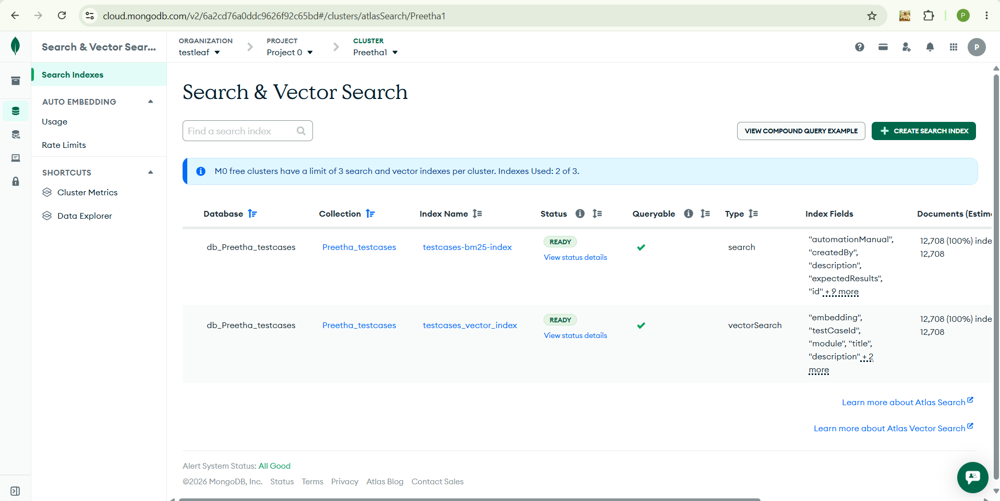 cloud.mongodb.com/v2/6a2cd76a0ddc9626f92c65bd#/clusters/atlasSearch/Preetha1
P
Search & Vector Sear...
ORGANIZATION
testleaf
PROJECT
Project 0
CLUSTER
Preetha1
P
Search Indexes
AUTO EMBEDDING
Usage
Rate Limits
SHORTCUTS
Cluster Metrics
Data Explorer
Search & Vector Search
Find a search index
VIEW COMPOUND QUERY EXAMPLE
CREATE SEARCH INDEX
M0 free clusters have a limit of 3 search and vector indexes per cluster. Indexes Used: 2 of 3.
Database Collection Index Name Status Queryable Type Index Fields Documents (Estim
db_Preetha_testcases
Preetha_testcases
testcases-bm25-index
READY
View status details
search
"automationManual",
"createdBy",
"description",
"expectedResults",
"id" + 9 more
12,708 (100%) inde
12,708
db_Preetha_testcases
Preetha_testcases
testcases_vector_index
READY
View status details
vectorSearch
"embedding",
"testCaseId",
"module", "title",
"description" + 2
more
12,708 (100%) inde
12,708
Learn more about Atlas Search
Learn more about Atlas Vector Search
Alert System Status: All Good
©2026 MongoDB, Inc. Status Terms Privacy Atlas Blog Contact Sales